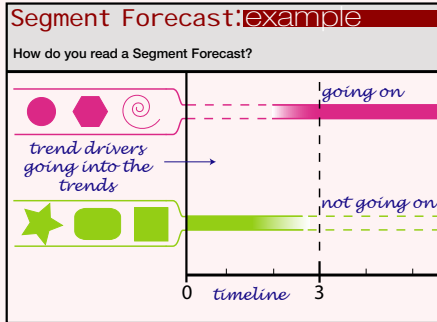 Segment Forecast: example
How do you read a Segment Forecast?
going on
trend drivers
going into the
trends
not going on
0 timeline 3